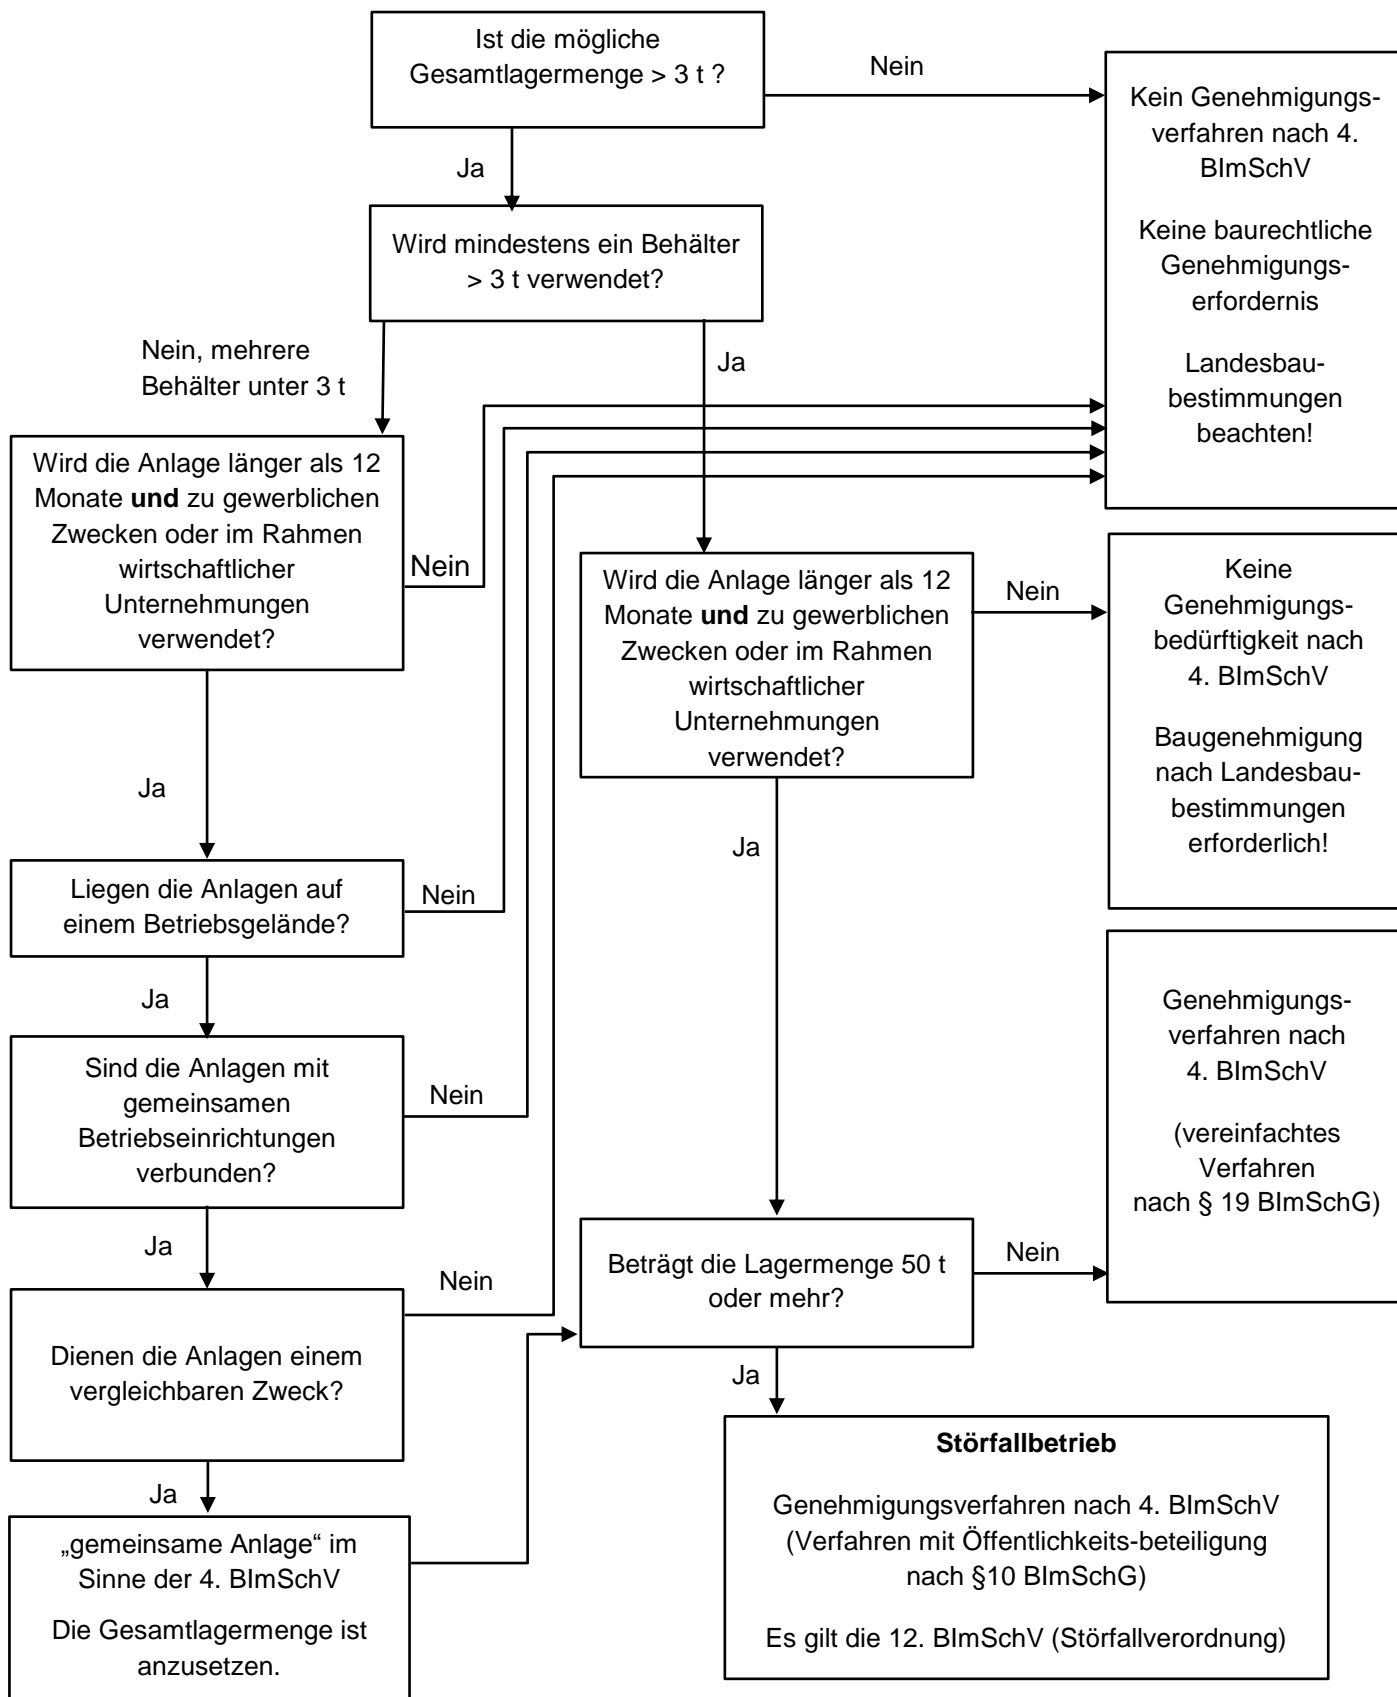 Ist die mögliche
Gesamtlagermenge > 3 t ?
Nein
Kein Genehmigungs-
verfahren nach 4.
BImSchV
Keine baurechtliche
Genehmigungs-
erfordernis
Landesbau-
bestimmungen
beachten!
Ja
Wird mindestens ein Behälter
> 3 t verwendet?
Nein, mehrere
Behälter unter 3 t
Ja
Wird die Anlage länger als 12
Monate und zu gewerblichen
Zwecken oder im Rahmen
wirtschaftlicher
Unternehmungen
verwendet?
Nein
Wird die Anlage länger als 12
Monate und zu gewerblichen
Zwecken oder im Rahmen
wirtschaftlicher
Unternehmungen
verwendet?
Nein
Keine
Genehmigungs-
bedürftigkeit nach
4. BImSchV
Baugenehmigung
nach Landesbau-
bestimmungen
erforderlich!
Ja
Ja
Liegen die Anlagen auf
einem Betriebsgelände?
Nein
Ja
Sind die Anlagen mit
gemeinsamen
Betriebseinrichtungen
verbunden?
Nein
Genehmigungs-
verfahren nach
4. BImSchV
(vereinfachtes
Verfahren
nach § 19 BImSchG)
Ja
Nein
Beträgt die Lagermenge 50 t
oder mehr?
Nein
Dienen die Anlagen einem
vergleichbaren Zweck?
Ja
Ja
Störfallbetrieb
Genehmigungsverfahren nach 4. BImSchV
(Verfahren mit Öffentlichkeits-beteiligung
nach §10 BImSchG)
Es gilt die 12. BImSchV (Störfallverordnung)
„gemeinsame Anlage“ im
Sinne der 4. BImSchV
Die Gesamtlagermenge ist
anzusetzen.